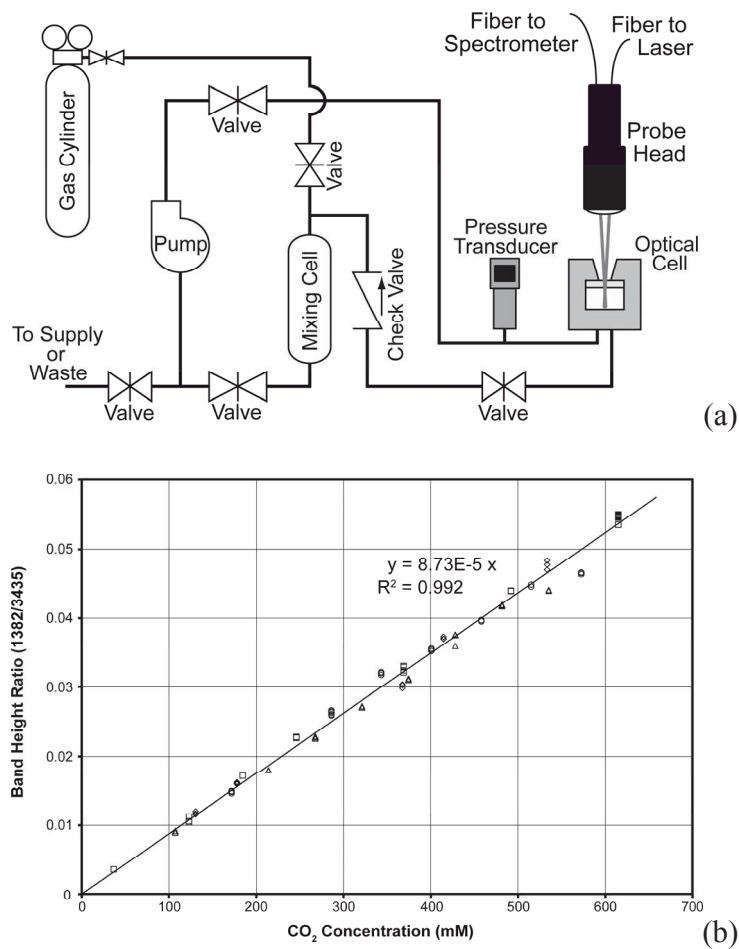 Fiber to
Spectrometer
Fiber to
Laser
Gas Cylinder
Valve
Valve
Probe
Head
Pump
Mixing Cell
Check Valve
Pressure
Transducer
Optical
Cell
To Supply
or
Waste
Valve
Valve
Valve
(a)
0.06
0.05
0.04
0.03
0.02
0.01
0
y = 8.73E-5 x
R² = 0.992
Band Height Ratio (1382/3435)
0 100 200 300 400 500 600 700
CO₂ Concentration (mM)
(b)